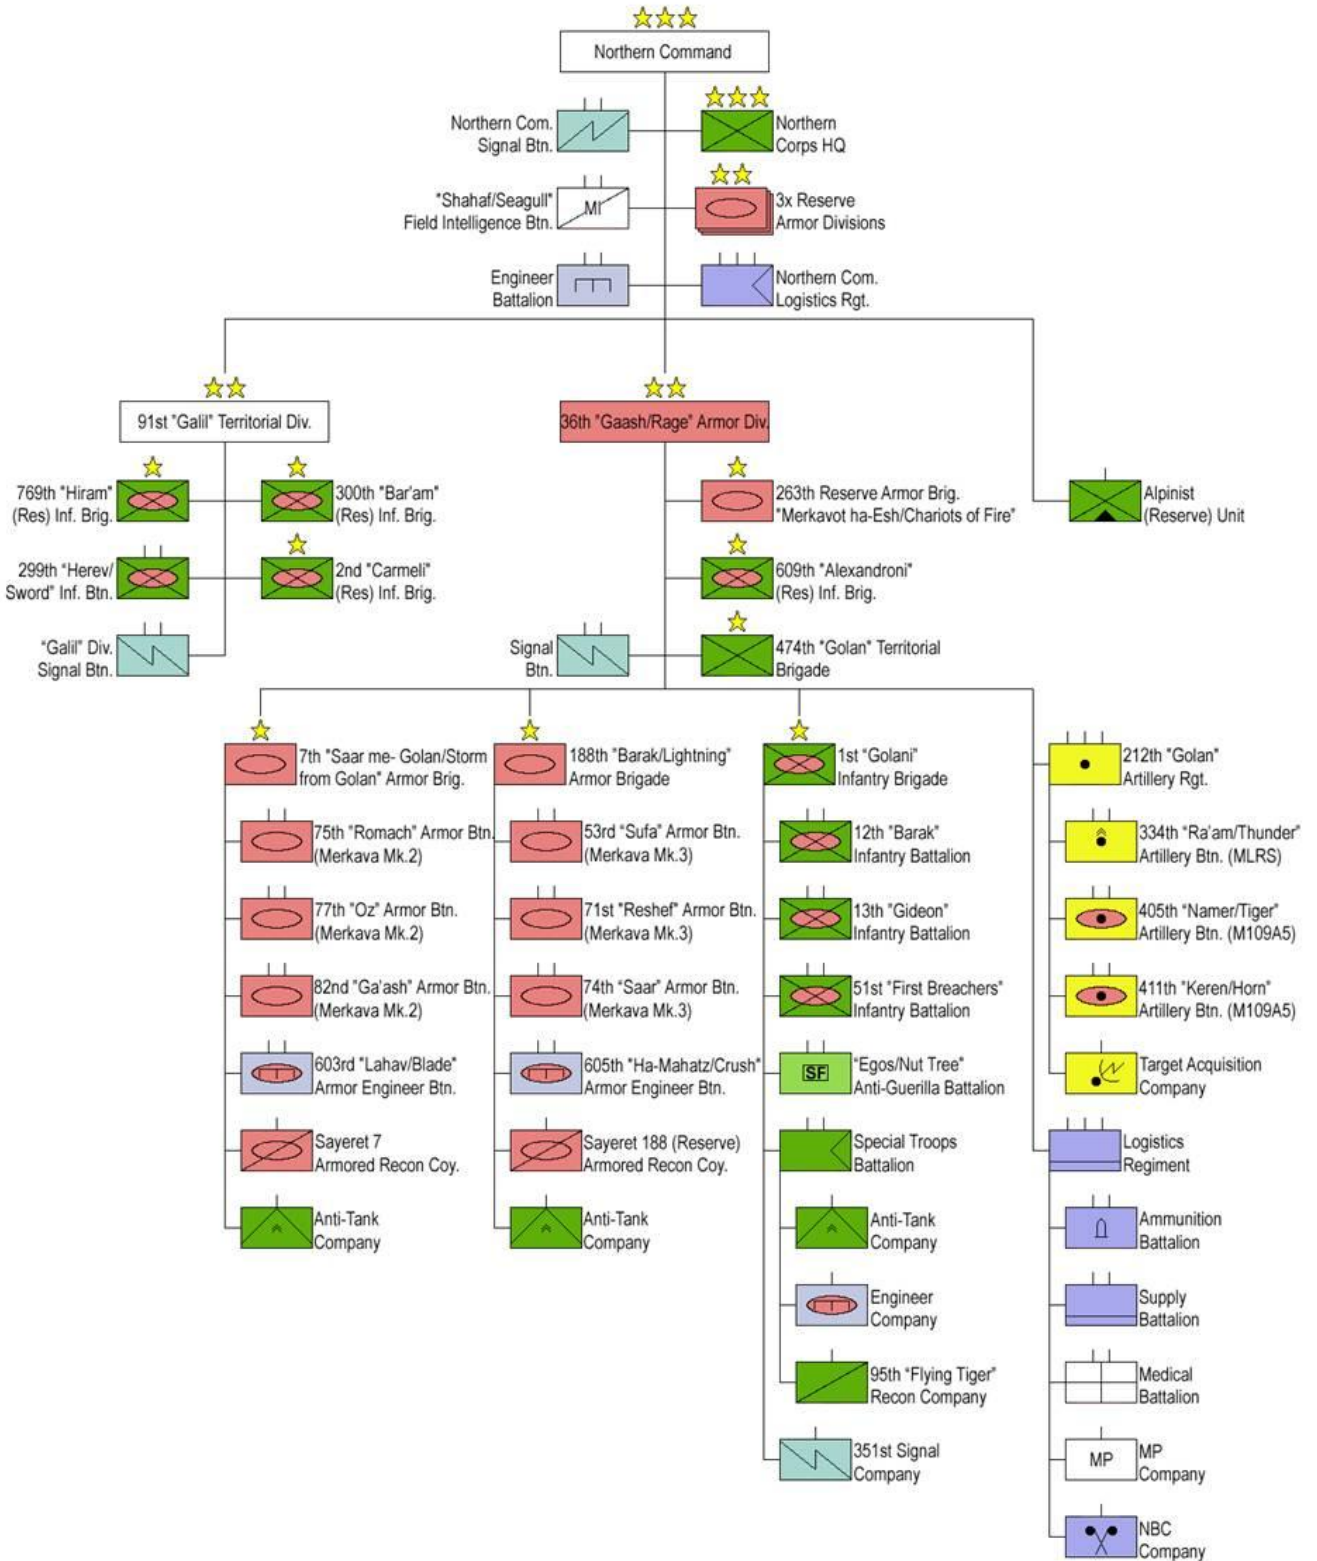 Northern Command
Northern Com.
Signal Btn.
Northern
Corps HQ
"Shahaf/Seagull"
Field Intelligence Btn.
MI
3x Reserve
Armor Divisions
Engineer
Battalion
Northern Com.
Logistics Rgt.
91st "Galil" Territorial Div.
36th "Gaash/Rage" Armor Div.
769th "Hiram"
(Res) Inf. Brig.
300th "Bar'am"
(Res) Inf. Brig.
263th Reserve Armor Brig.
"Merkavot ha-Esh/Chariots of Fire"
Alpinist
(Reserve) Unit
299th "Herev/
Sword" Inf. Btn.
2nd "Carmeli"
(Res) Inf. Brig.
609th "Alexandroni"
(Res) Inf. Brig.
"Galil" Div.
Signal Btn.
Signal
Btn.
474th "Golan" Territorial
Brigade
7th "Saar me- Golan/Storm
from Golan" Armor Brig.
75th "Romach" Armor Btn.
(Merkava Mk.2)
77th "Oz" Armor Btn.
(Merkava Mk.2)
82nd "Ga'ash" Armor Btn.
(Merkava Mk.2)
603rd "Lahav/Blade"
Armor Engineer Btn.
Sayeret 7
Armored Recon Coy.
Anti-Tank
Company
188th "Barak/Lightning"
Armor Brigade
53rd "Sufa" Armor Btn.
(Merkava Mk.3)
71st "Reshef" Armor Btn.
(Merkava Mk.3)
74th "Saar" Armor Btn.
(Merkava Mk.3)
605th "Ha-Mahatz/Crush"
Armor Engineer Btn.
Sayeret 188 (Reserve)
Armored Recon Coy.
Anti-Tank
Company
1st "Golani"
Infantry Brigade
12th "Barak"
Infantry Battalion
13th "Gideon"
Infantry Battalion
51st "First Breachers"
Infantry Battalion
SF
"Egos/Nut Tree"
Anti-Guerilla Battalion
Special Troops
Battalion
Anti-Tank
Company
Engineer
Company
95th "Flying Tiger"
Recon Company
351st Signal
Company
212th "Golan"
Artillery Rgt.
334th "Ra'am/Thunder"
Artillery Btn. (MLRS)
405th "Namer/Tiger"
Artillery Btn. (M109A5)
411th "Keren/Horn"
Artillery Btn. (M109A5)
Target Acquisition
Company
Logistics
Regiment
Ammunition
Battalion
Supply
Battalion
Medical
Battalion
MP
MP
Company
NBC
Company